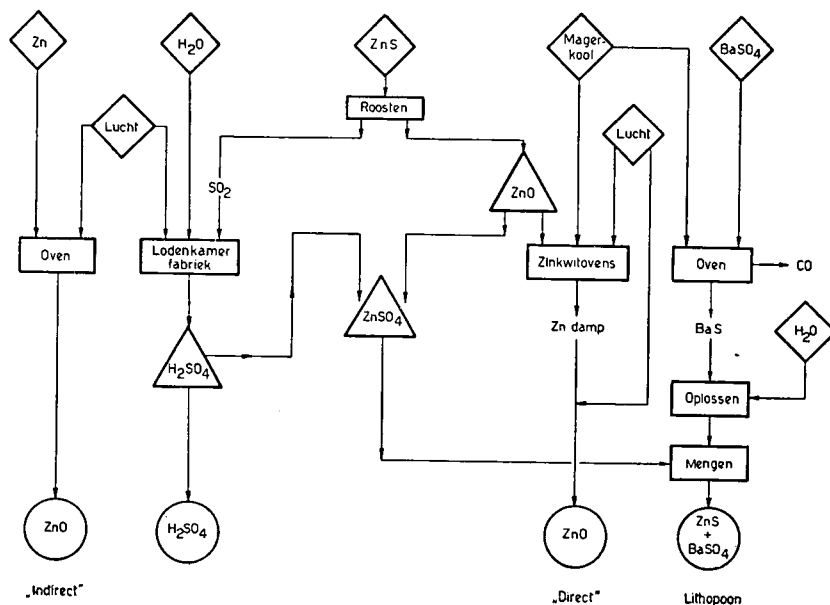 Zn
H₂O
ZnS
Mager-
kool
BaSO₄
Roosten
Lucht
Lucht
SO₂
ZnO
Oven
Lodenkamer
fabriek
ZnSO₄
Zinkwitovens
Oven
CO
Zn damp
BaS
H₂O
H₂SO₄
Oplossen
Mengen
ZnO
H₂SO₄
ZnO
ZnS
+
BaSO₄
„Indirect"
„Direct"
Lithopoon